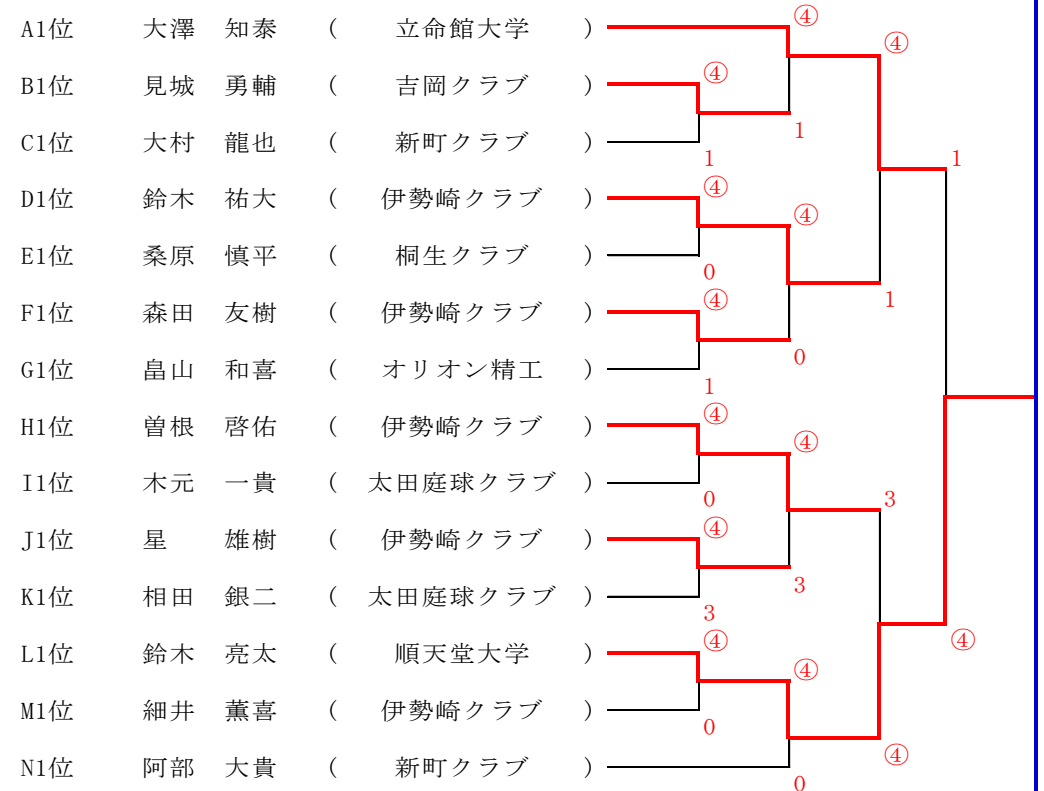 A1位 大澤 知泰 ( 立命館大学 ) ④
④
B1位 見城 勇輔 ( 吉岡クラブ ) ④
1
C1位 大村 龍也 ( 新町クラブ ) 1
1
D1位 鈴木 祐大 ( 伊勢崎クラブ ) ④
④
E1位 桑原 慎平 ( 桐生クラブ ) 0
F1位 森田 友樹 ( 伊勢崎クラブ ) ④
1
0
G1位 畠山 和喜 ( オリオン精工 ) 1
H1位 曽根 啓佑 ( 伊勢崎クラブ ) ④
④
I1位 木元 一貴 ( 太田庭球クラブ ) 0
3
J1位 星 雄樹 ( 伊勢崎クラブ ) ④
3
K1位 相田 銀二 ( 太田庭球クラブ ) 3
L1位 鈴木 亮太 ( 順天堂大学 ) ④
④
④
M1位 細井 薫喜 ( 伊勢崎クラブ ) 0
④
N1位 阿部 大貴 ( 新町クラブ ) 0